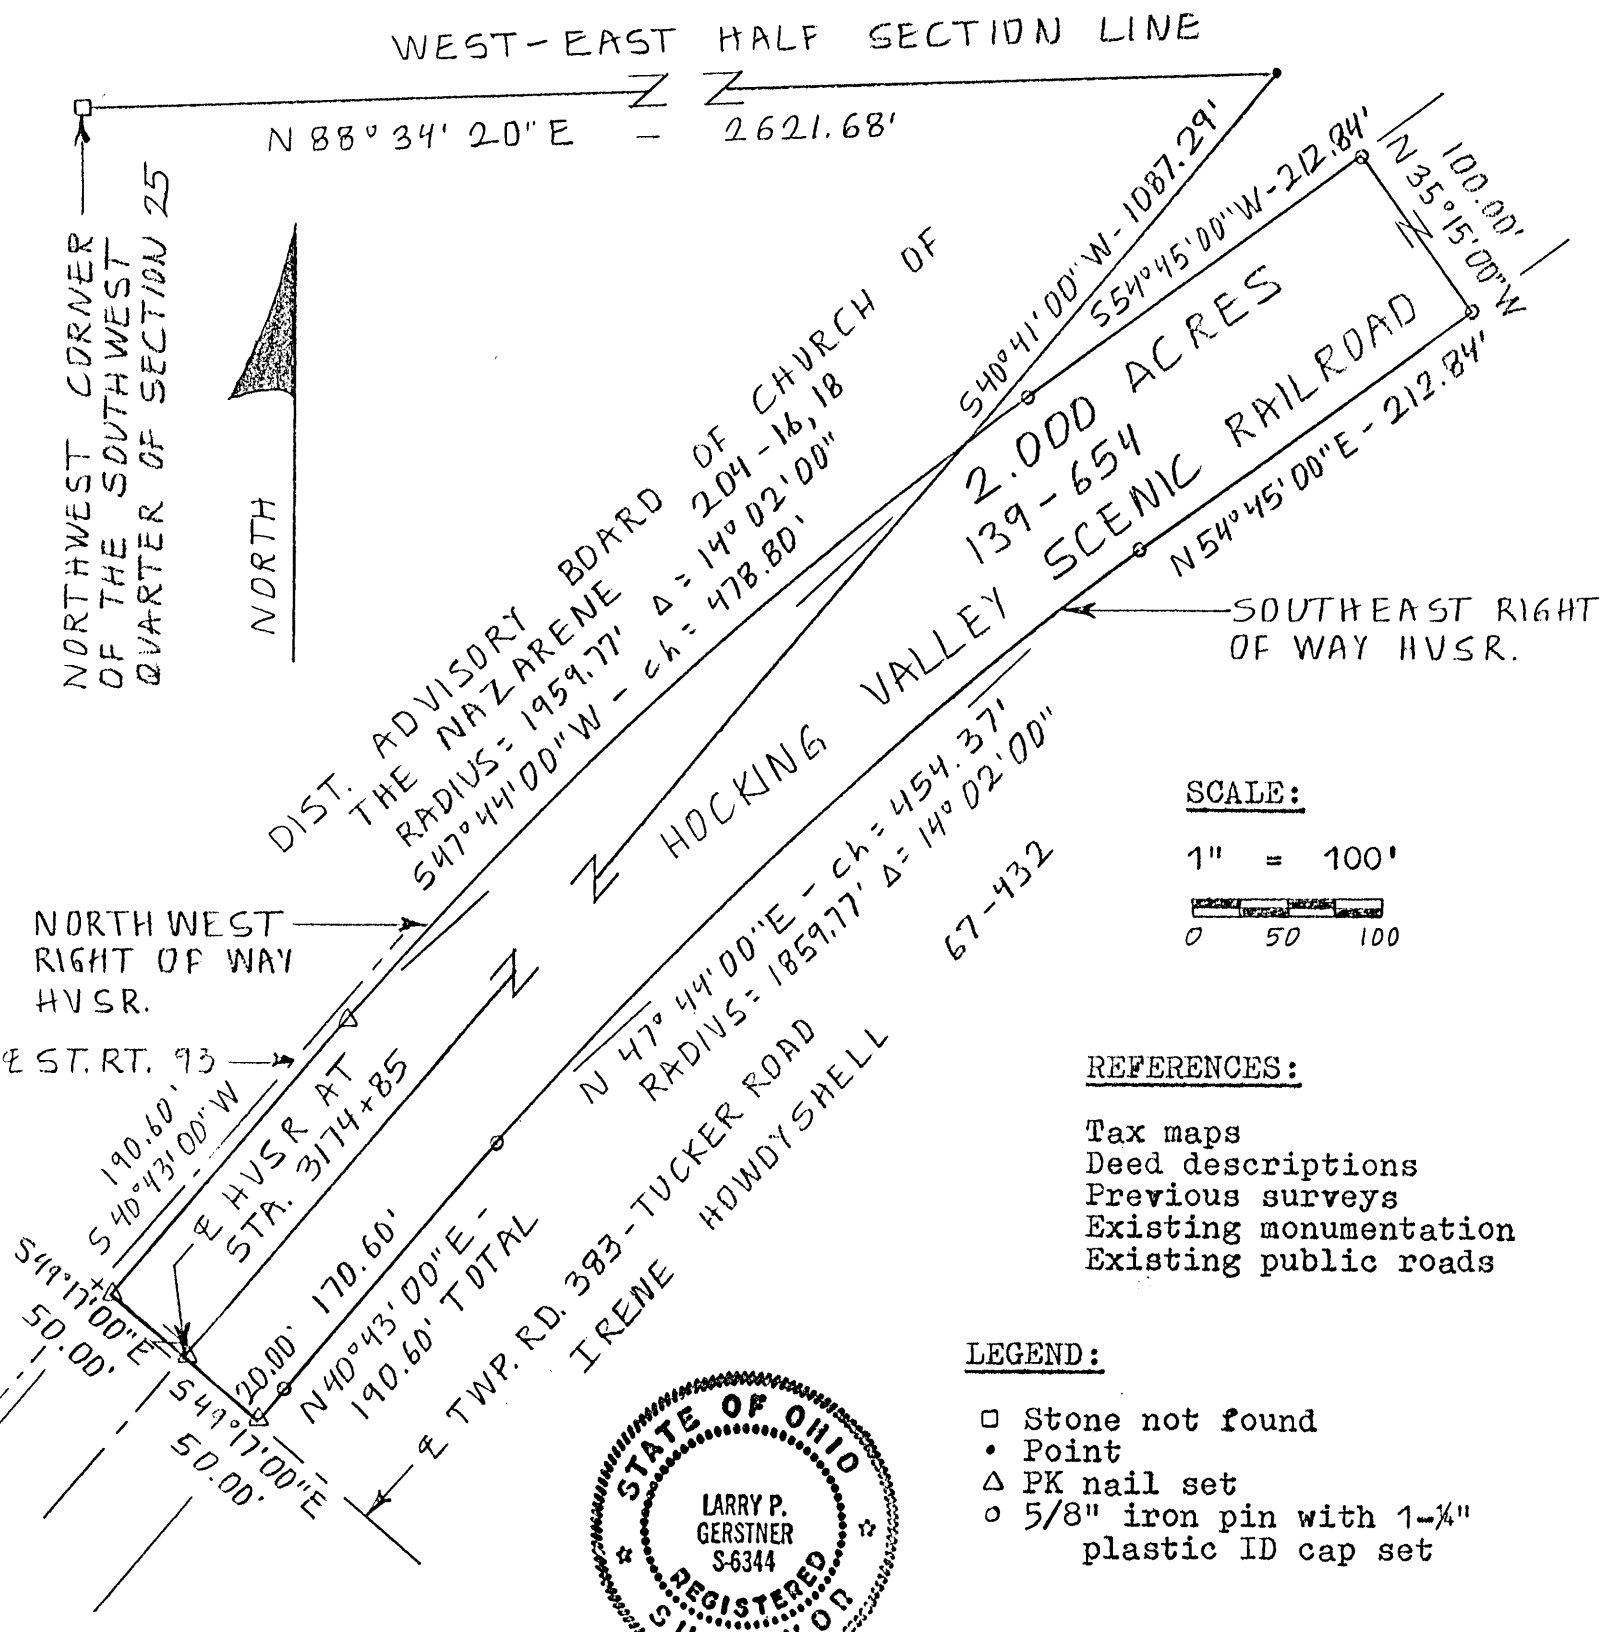 WEST-EAST HALF SECTION LINE
N 88° 34' 20" E - 2621.68'
NORTHWEST CORNER
OF THE SOUTHWEST
QUARTER OF SECTION 25
NORTH
S40°41'00"W-1087.29'
S54°45'00"W-212.84'
N35°15'00"W
100.00'
2.000 ACRES
139-654
HOCKING VALLEY SCENIC RAILROAD
N54°45'00"E-212.84'
SOUTHEAST RIGHT
OF WAY HVSR.
DIST. ADVISORY BOARD OF CHURCH OF
THE NAZARENE 204-16,18
RADIUS= 1959.77' Δ= 14°02'00"
S47°44'00"W - ch= 478.80'
N 47° 44' 00"E - ch= 454.37'
RADIUS= 1859.77' Δ= 14°02'00"
67-432
NORTHWEST
RIGHT OF WAY
HVSR.
℄ ST. RT. 93
190.60'
S 40°43'00"W
℄ HVSR AT
STA. 3174+85
S49°17'00"E
50.00'
S49°17'00"E
50.00'
20.00'
170.60'
N40°43'00"E-
190.60' TOTAL
℄ TWP. RD. 383-TUCKER ROAD
IRENE HOWDYSHELL
SCALE:
1" = 100'
0 50 100
REFERENCES:
Tax maps
Deed descriptions
Previous surveys
Existing monumentation
Existing public roads
LEGEND:
□ Stone not found
• Point
Δ PK nail set
o 5/8" iron pin with 1-¼"
plastic ID cap set
STATE OF OHIO
LARRY P.
GERSTNER
S-6344
REGISTERED